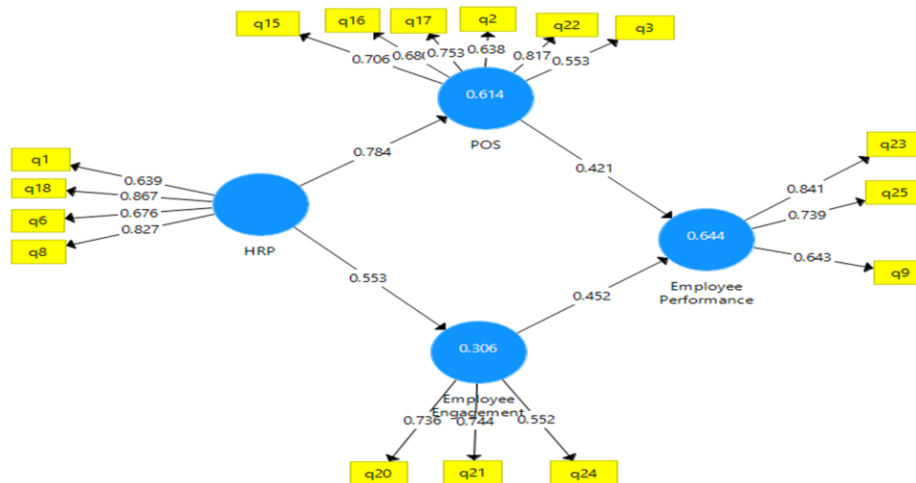 q15
q16
q17
q2
q22
q3
0.706
0.753
0.638
0.817
0.553
0.614
POS
q1
q18
q6
q8
0.639
0.867
0.676
0.827
HRP
0.784
0.553
0.421
0.452
q23
q25
q9
0.841
0.739
0.643
0.644
Employee
Performance
0.306
Employee
Engagement
0.736
0.744
0.552
q20
q21
q24